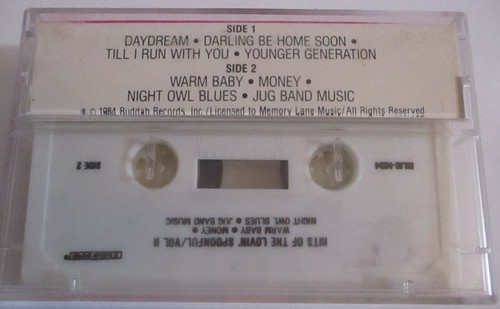 SIDE 1
DAYDREAM • DARLING BE HOME SOON •
TILL I RUN WITH YOU • YOUNGER GENERATION
SIDE 2
WARM BABY • MONEY •
NIGHT OWL BLUES • JUG BAND MUSIC
℗ © 1984 Buddah Records, Inc./Licensed to Memory Lane Music/All Rights Reserved
HITS OF THE LOVIN' SPOONFUL/VOL II
WARM BABY • MONEY •
NIGHT OWL BLUES • JUG BAND MUSIC
SIDE 2